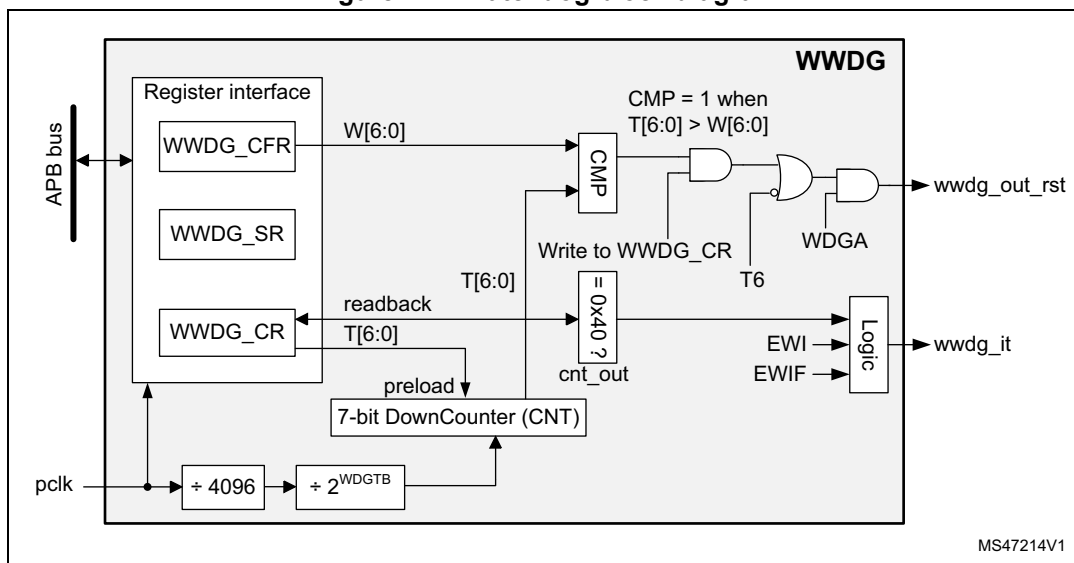 WWDG
Register interface
CMP = 1 when
T[6:0] > W[6:0]
APB bus
WWDG_CFR
W[6:0]
CMP
wwdg_out_rst
WWDG_SR
Write to WWDG_CR
WDGA
T6
T[6:0]
readback
= 0x40 ?
WWDG_CR
T[6:0]
EWI
Logic
wwdg_it
EWIF
cnt_out
preload
7-bit DownCounter (CNT)
pclk
÷ 4096
÷ 2^WDGTB
MS47214V1